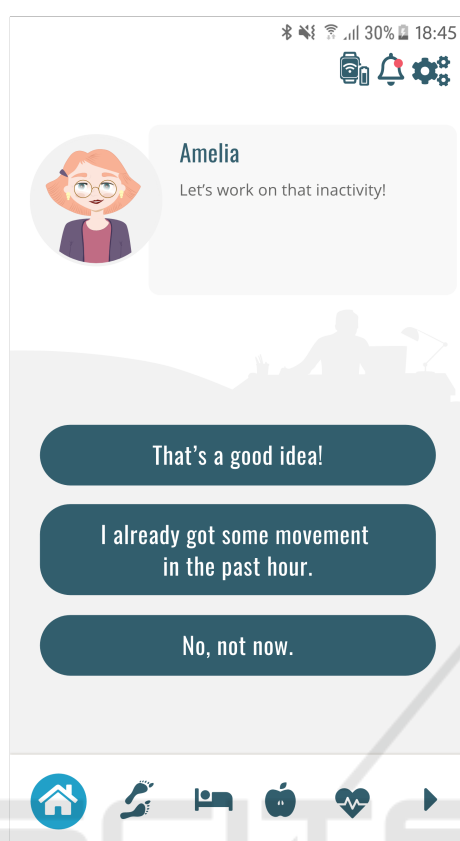 30% 18:45
Amelia
Let's work on that inactivity!
That's a good idea!
I already got some movement
in the past hour.
No, not now.